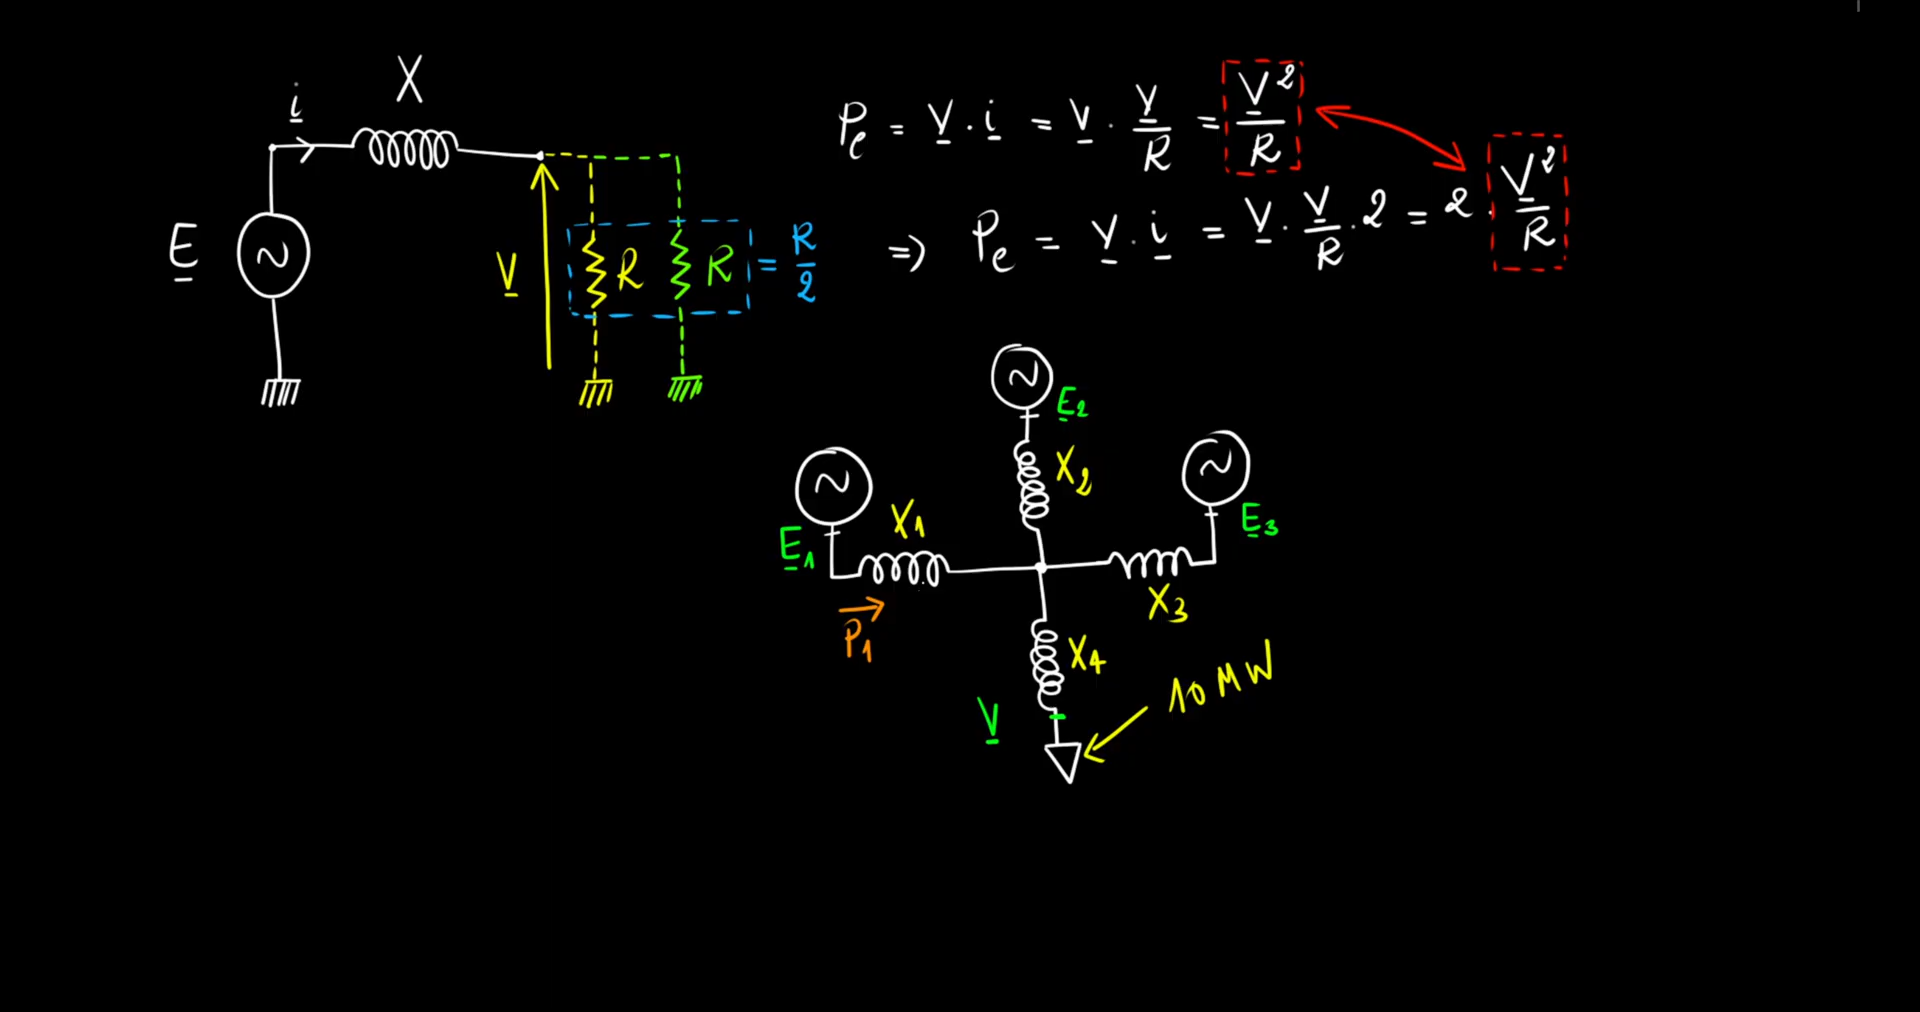 X
i
E
V
R R = R/2
Pe = V . i = V . V/R = V²/R
=> Pe = V . i = V . V/R . 2 = 2 . V²/R
E2
X2
E3
X1
E1
X3
P1
X4
10 MW
V